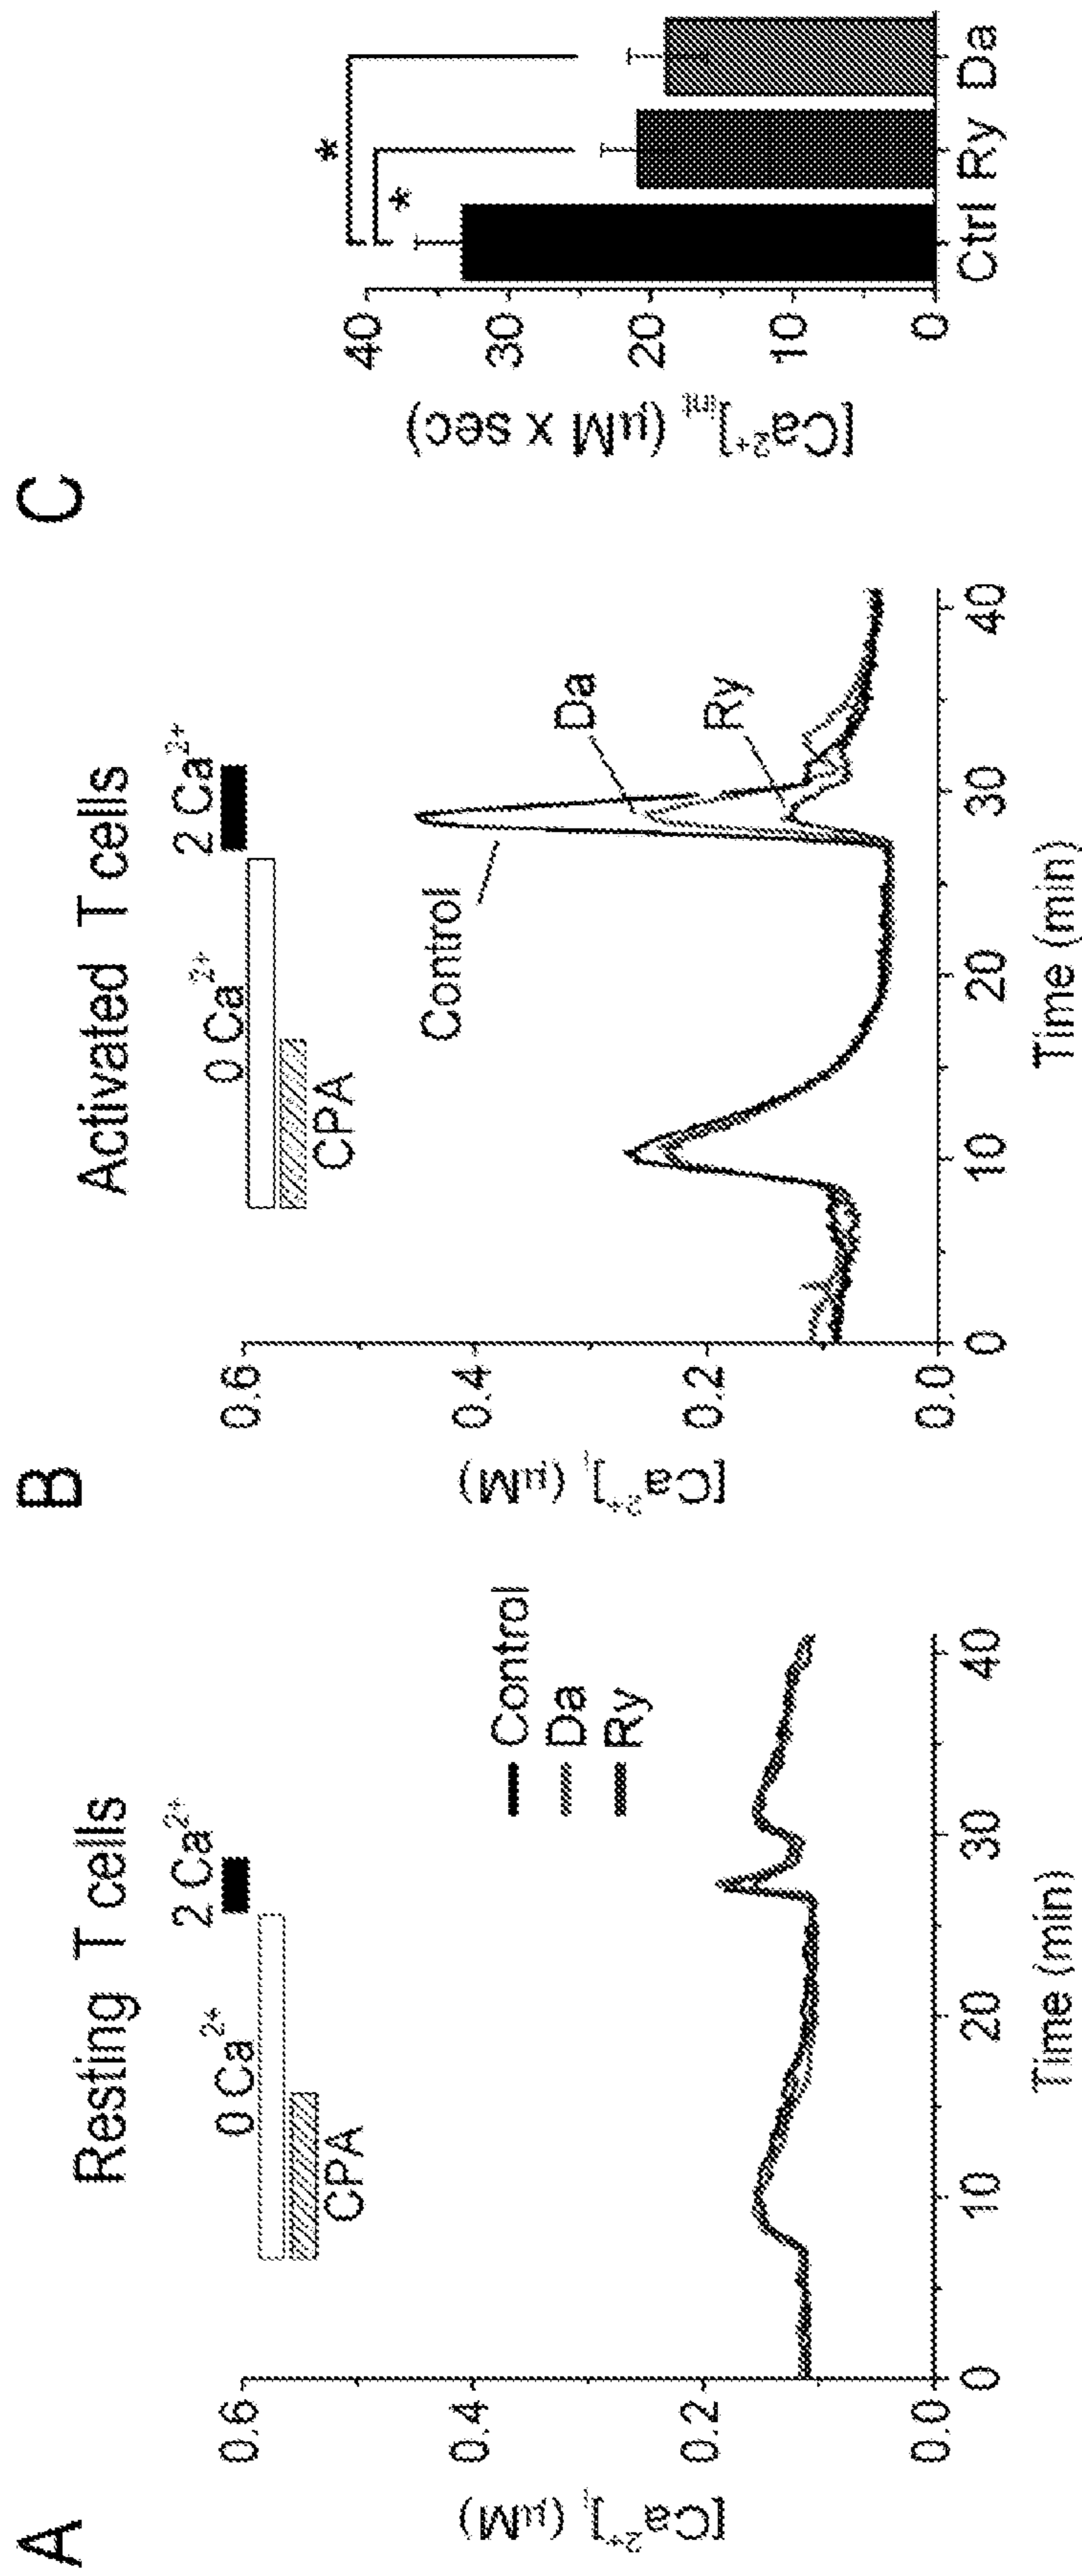 A
Resting T cells
0 Ca2+
2 Ca2+
CPA
[Ca2+]i (µM)
0.6
0.4
0.2
0.0
Control
Da
Ry
0
10
20
30
40
Time (min)
B
Activated T cells
0 Ca2+
2 Ca2+
CPA
[Ca2+]i (µM)
0.6
0.4
0.2
0.0
Control
Da
Ry
0
10
20
30
40
Time (min)
C
[Ca2+]int (µM x sec)
40
30
20
10
0
*
*
Ctrl Ry Da